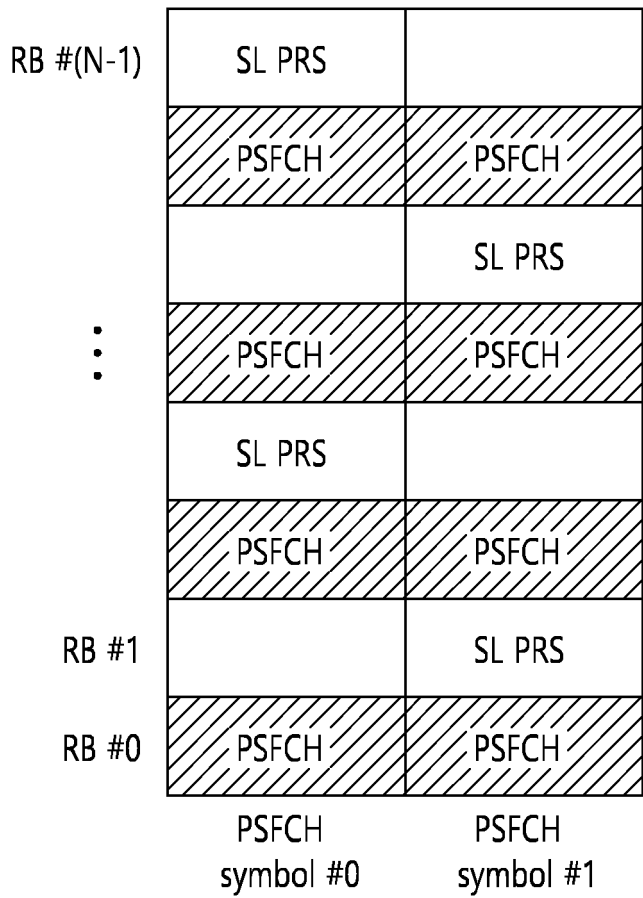 RB #(N-1) SL PRS
PSFCH PSFCH
SL PRS
PSFCH PSFCH
SL PRS
PSFCH PSFCH
RB #1 SL PRS
RB #0 PSFCH PSFCH
PSFCH PSFCH
symbol #0 symbol #1